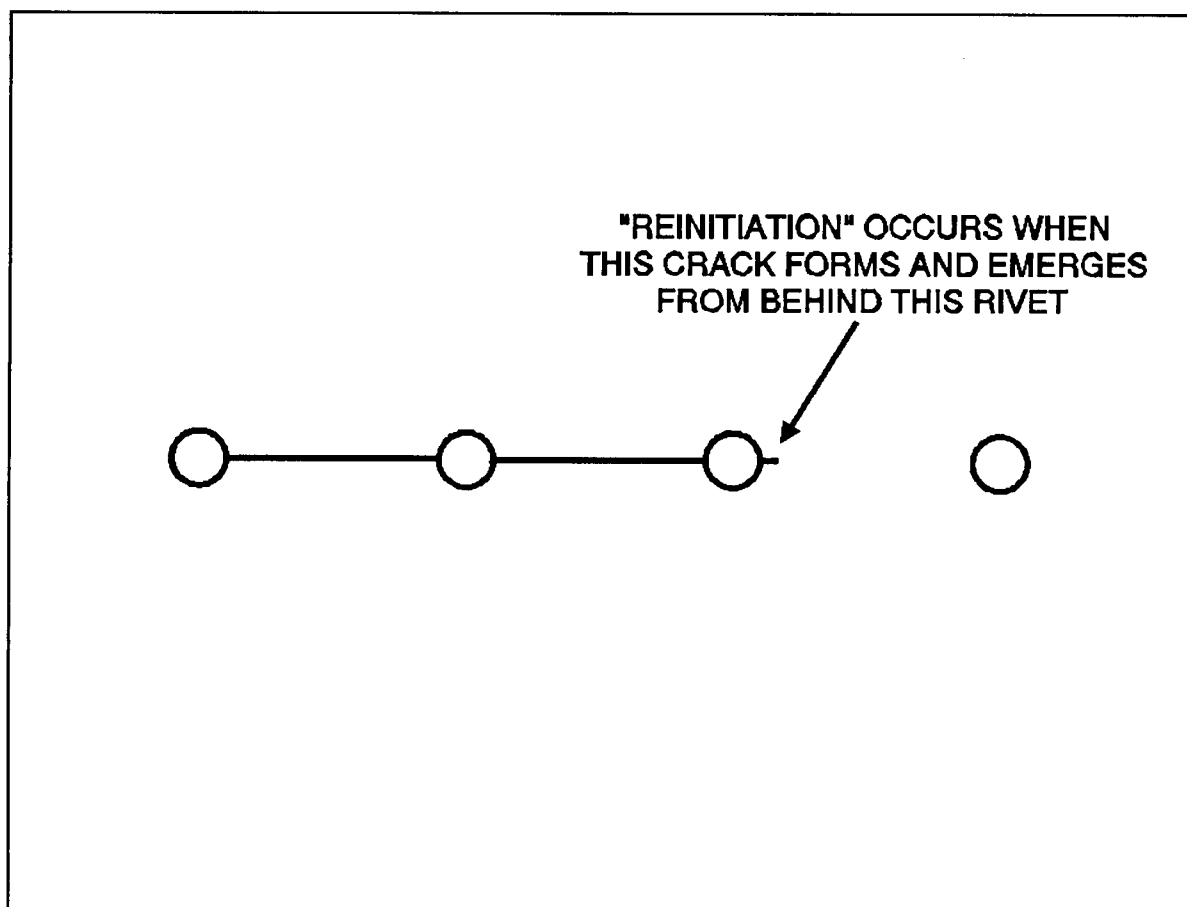 "REINITIATION" OCCURS WHEN
THIS CRACK FORMS AND EMERGES
FROM BEHIND THIS RIVET